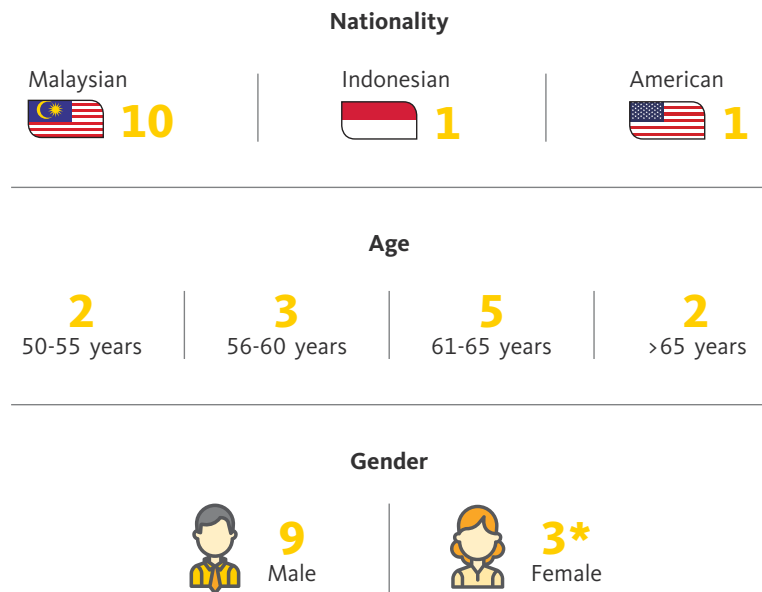 Nationality
Malaysian Indonesian American
10 1 1
Age
2 3 5 2
50-55 years 56-60 years 61-65 years >65 years
Gender
9 3*
Male Female